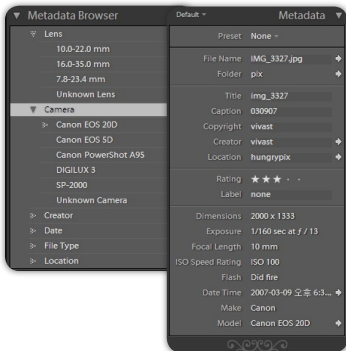 Metadata Browser
Lens
10.0-22.0 mm
16.0-35.0 mm
7.8-23.4 mm
Unknown Lens
Camera
Canon EOS 20D
Canon EOS 5D
Canon PowerShot A95
DIGILUX 3
SP-2000
Unknown Camera
Creator
Date
File Type
Location
Default
Metadata
Preset None
File Name IMG_3327.jpg
Folder pix
Title img_3327
Caption 030907
Copyright vivast
Creator vivast
Location hungrypix
Rating ★ ★ ★ · ·
Label none
Dimensions 2000 x 1333
Exposure 1/160 sec at ƒ / 13
Focal Length 10 mm
ISO Speed Rating ISO 100
Flash Did fire
Date Time 2007-03-09 오후 6:3...
Make Canon
Model Canon EOS 20D